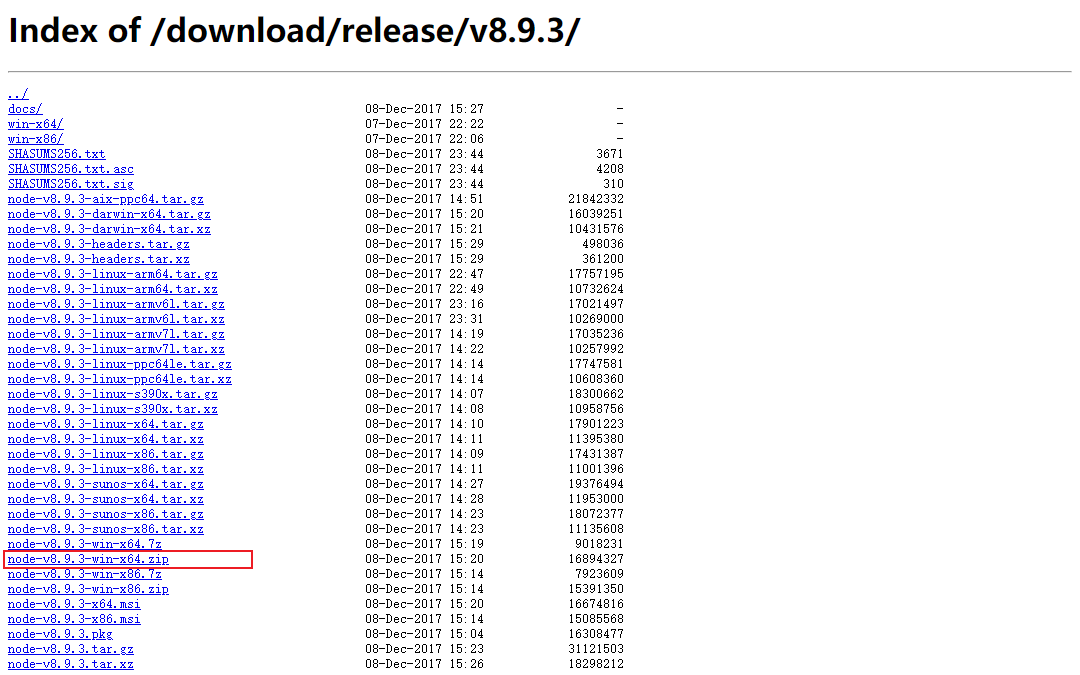 Index of /download/release/v8.9.3/
../
docs/ 08-Dec-2017 15:27 -
win-x64/ 07-Dec-2017 22:22 -
win-x86/ 07-Dec-2017 22:06 -
SHASUMS256.txt 08-Dec-2017 23:44 3671
SHASUMS256.txt.asc 08-Dec-2017 23:44 4208
SHASUMS256.txt.sig 08-Dec-2017 23:44 310
node-v8.9.3-aix-ppc64.tar.gz 08-Dec-2017 14:51 21842332
node-v8.9.3-darwin-x64.tar.gz 08-Dec-2017 15:20 16039251
node-v8.9.3-darwin-x64.tar.xz 08-Dec-2017 15:21 10431576
node-v8.9.3-headers.tar.gz 08-Dec-2017 15:29 498036
node-v8.9.3-headers.tar.xz 08-Dec-2017 15:29 361200
node-v8.9.3-linux-arm64.tar.gz 08-Dec-2017 22:47 17757195
node-v8.9.3-linux-arm64.tar.xz 08-Dec-2017 22:49 10732624
node-v8.9.3-linux-armv6l.tar.gz 08-Dec-2017 23:16 17021497
node-v8.9.3-linux-armv6l.tar.xz 08-Dec-2017 23:31 10269000
node-v8.9.3-linux-armv7l.tar.gz 08-Dec-2017 14:19 17035236
node-v8.9.3-linux-armv7l.tar.xz 08-Dec-2017 14:22 10257992
node-v8.9.3-linux-ppc64le.tar.gz 08-Dec-2017 14:14 17747581
node-v8.9.3-linux-ppc64le.tar.xz 08-Dec-2017 14:14 10608360
node-v8.9.3-linux-s390x.tar.gz 08-Dec-2017 14:07 18300662
node-v8.9.3-linux-s390x.tar.xz 08-Dec-2017 14:08 10958756
node-v8.9.3-linux-x64.tar.gz 08-Dec-2017 14:10 17901223
node-v8.9.3-linux-x64.tar.xz 08-Dec-2017 14:11 11395380
node-v8.9.3-linux-x86.tar.gz 08-Dec-2017 14:09 17431387
node-v8.9.3-linux-x86.tar.xz 08-Dec-2017 14:11 11001396
node-v8.9.3-sunos-x64.tar.gz 08-Dec-2017 14:27 19376494
node-v8.9.3-sunos-x64.tar.xz 08-Dec-2017 14:28 11953000
node-v8.9.3-sunos-x86.tar.gz 08-Dec-2017 14:23 18072377
node-v8.9.3-sunos-x86.tar.xz 08-Dec-2017 14:23 11135608
node-v8.9.3-win-x64.7z 08-Dec-2017 15:19 9018231
node-v8.9.3-win-x64.zip 08-Dec-2017 15:20 16894327
node-v8.9.3-win-x86.7z 08-Dec-2017 15:14 7923609
node-v8.9.3-win-x86.zip 08-Dec-2017 15:14 15391350
node-v8.9.3-x64.msi 08-Dec-2017 15:20 16674816
node-v8.9.3-x86.msi 08-Dec-2017 15:14 15085568
node-v8.9.3.pkg 08-Dec-2017 15:04 16308477
node-v8.9.3.tar.gz 08-Dec-2017 15:23 31121503
node-v8.9.3.tar.xz 08-Dec-2017 15:26 18298212